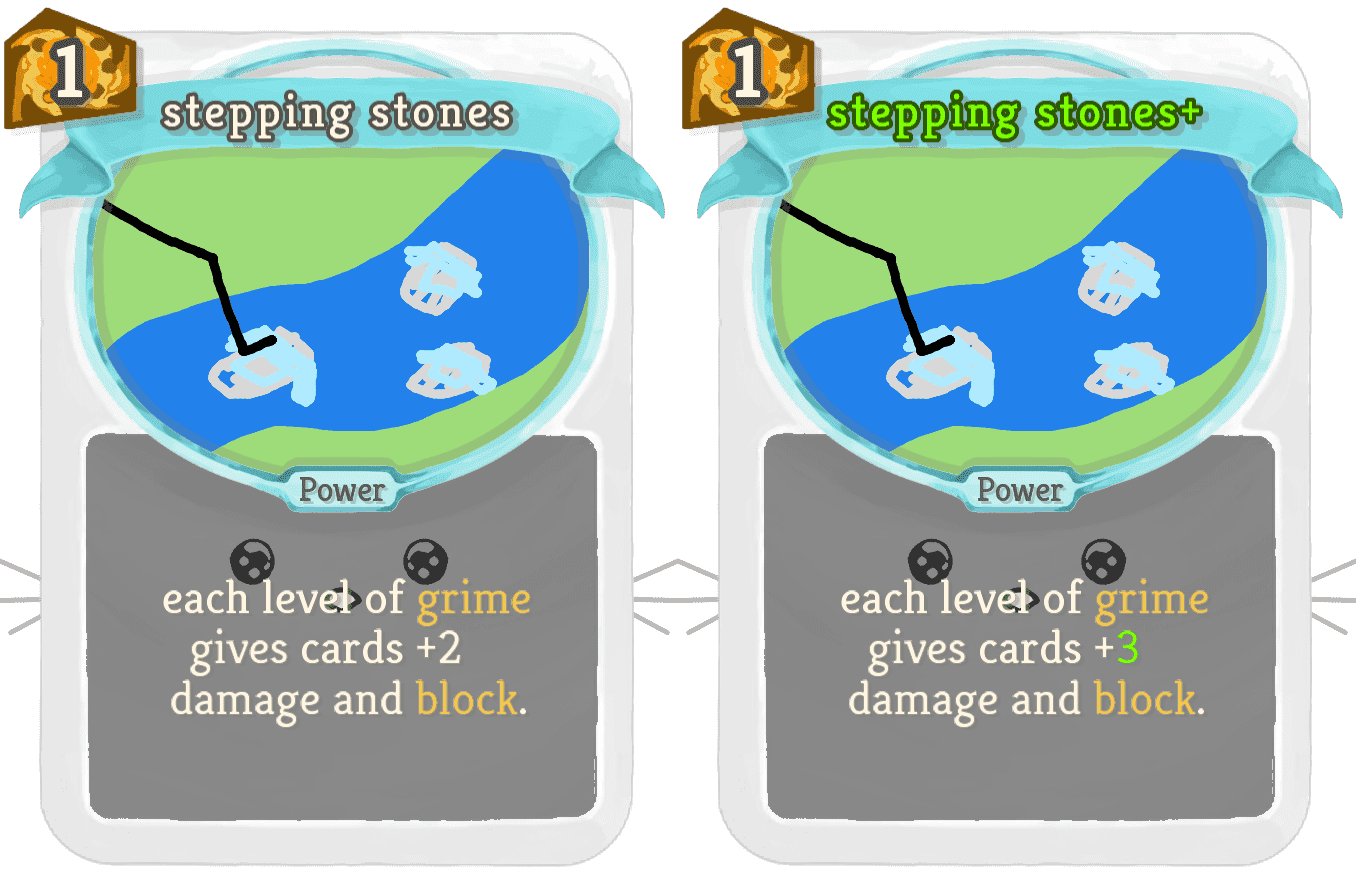 1
stepping stones
Power
each level of grime
gives cards +2
damage and block.
1
stepping stones+
Power
each level of grime
gives cards +3
damage and block.